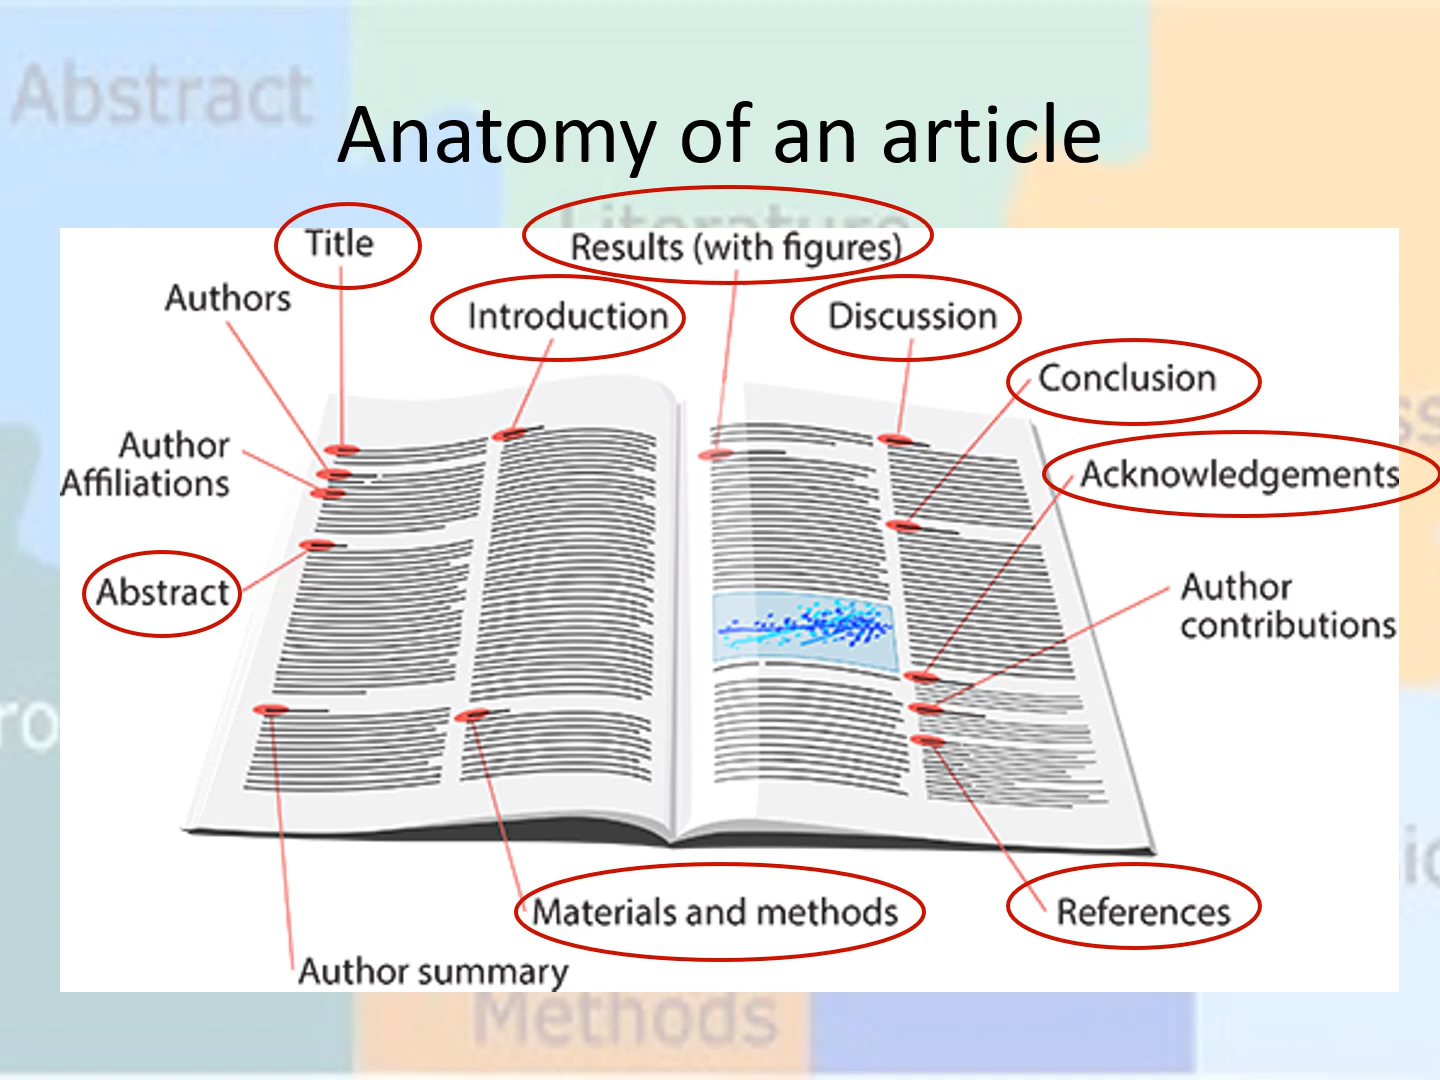 Abstract
Anatomy of an article
Literature
Title
Results (with figures)
Authors
Introduction
Discussion
Conclusion
Author
Affiliations
Acknowledgements
Abstract
Author
contributions
Materials and methods
References
Author summary
Methods